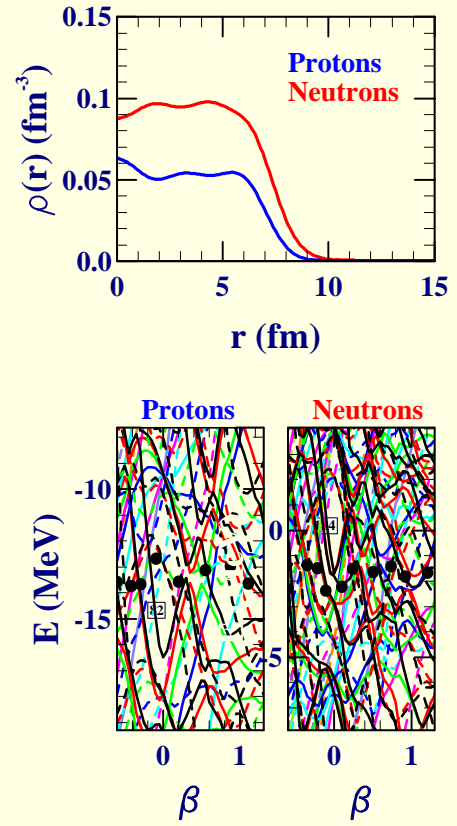 0.15
Protons
Neutrons
0.1
ρ(r) (fm-3)
0.05
0.0
0 5 10 15
r (fm)
Protons Neutrons
-10
0
E (MeV)
82
-15
-5
0 1 0 1
β β